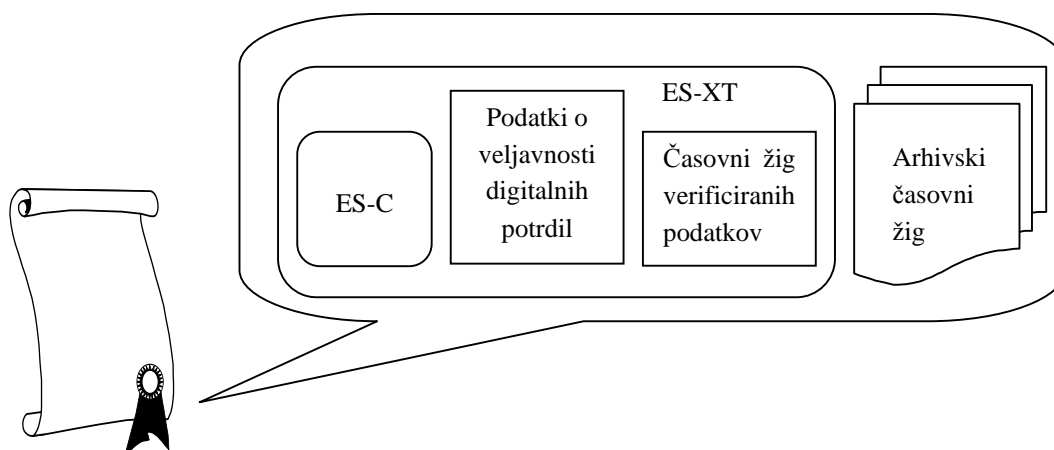 ES-XT
ES-C
Podatki o
veljavnosti
digitalnih
potrdil
Časovni žig
verificiranih
podatkov
Arhivski
časovni
žig